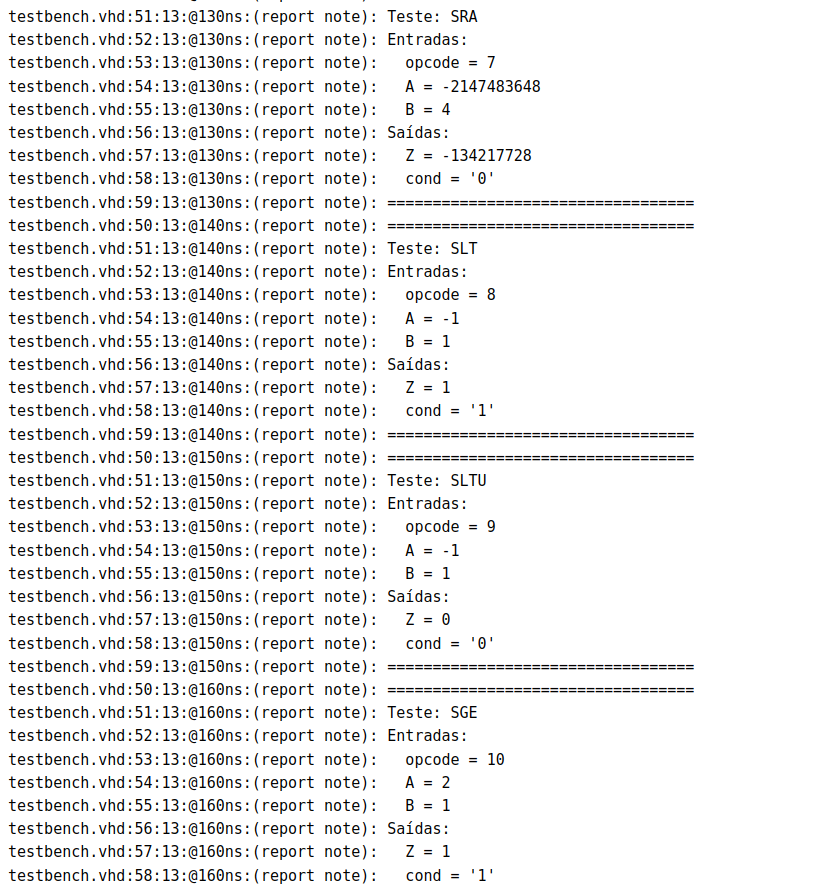 testbench.vhd:51:13:@130ns:(report note): Teste: SRA
testbench.vhd:52:13:@130ns:(report note): Entradas:
testbench.vhd:53:13:@130ns:(report note):   opcode = 7
testbench.vhd:54:13:@130ns:(report note):   A = -2147483648
testbench.vhd:55:13:@130ns:(report note):   B = 4
testbench.vhd:56:13:@130ns:(report note): Saídas:
testbench.vhd:57:13:@130ns:(report note):   Z = -134217728
testbench.vhd:58:13:@130ns:(report note):   cond = '0'
testbench.vhd:59:13:@130ns:(report note): ==================================
testbench.vhd:50:13:@140ns:(report note): ==================================
testbench.vhd:51:13:@140ns:(report note): Teste: SLT
testbench.vhd:52:13:@140ns:(report note): Entradas:
testbench.vhd:53:13:@140ns:(report note):   opcode = 8
testbench.vhd:54:13:@140ns:(report note):   A = -1
testbench.vhd:55:13:@140ns:(report note):   B = 1
testbench.vhd:56:13:@140ns:(report note): Saídas:
testbench.vhd:57:13:@140ns:(report note):   Z = 1
testbench.vhd:58:13:@140ns:(report note):   cond = '1'
testbench.vhd:59:13:@140ns:(report note): ==================================
testbench.vhd:50:13:@150ns:(report note): ==================================
testbench.vhd:51:13:@150ns:(report note): Teste: SLTU
testbench.vhd:52:13:@150ns:(report note): Entradas:
testbench.vhd:53:13:@150ns:(report note):   opcode = 9
testbench.vhd:54:13:@150ns:(report note):   A = -1
testbench.vhd:55:13:@150ns:(report note):   B = 1
testbench.vhd:56:13:@150ns:(report note): Saídas:
testbench.vhd:57:13:@150ns:(report note):   Z = 0
testbench.vhd:58:13:@150ns:(report note):   cond = '0'
testbench.vhd:59:13:@150ns:(report note): ==================================
testbench.vhd:50:13:@160ns:(report note): ==================================
testbench.vhd:51:13:@160ns:(report note): Teste: SGE
testbench.vhd:52:13:@160ns:(report note): Entradas:
testbench.vhd:53:13:@160ns:(report note):   opcode = 10
testbench.vhd:54:13:@160ns:(report note):   A = 2
testbench.vhd:55:13:@160ns:(report note):   B = 1
testbench.vhd:56:13:@160ns:(report note): Saídas:
testbench.vhd:57:13:@160ns:(report note):   Z = 1
testbench.vhd:58:13:@160ns:(report note):   cond = '1'